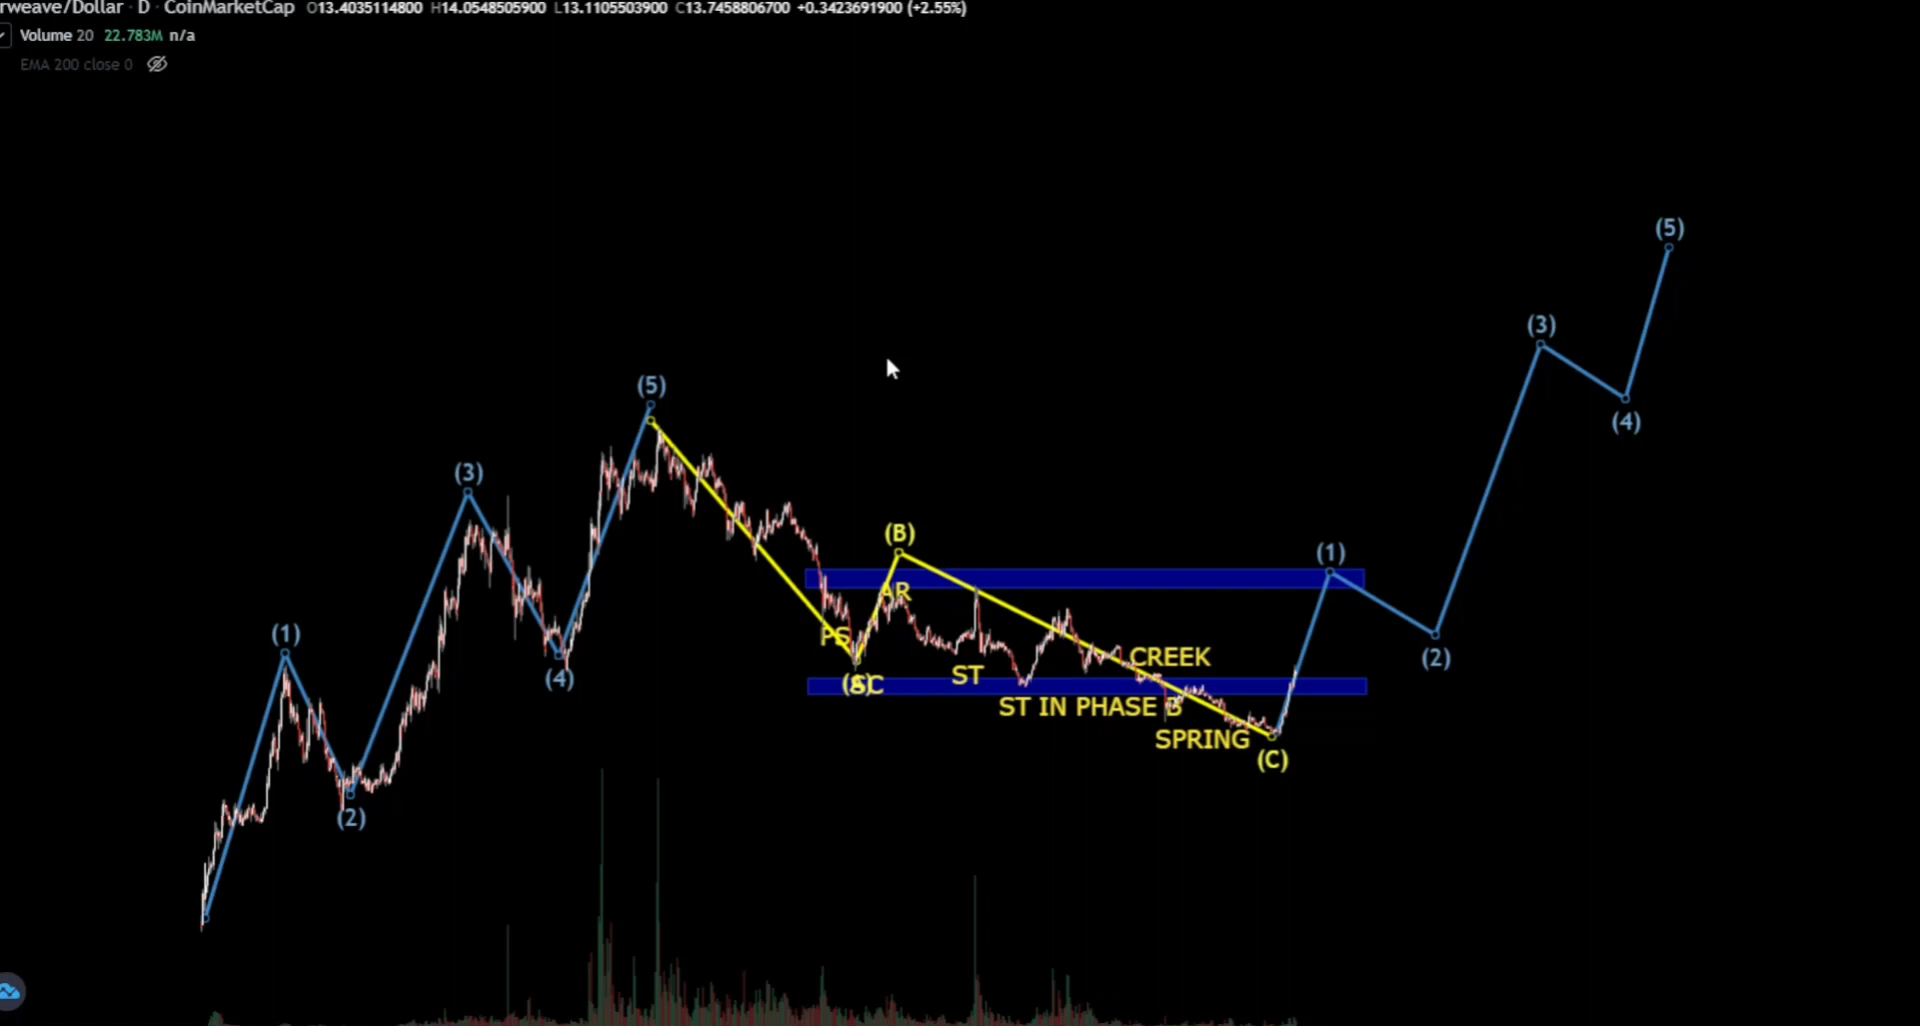 rweave/Dollar · D · CoinMarketCap O13.4035114800 H14.0548505900 L13.1105503900 C13.7458806700 +0.3423691900 (+2.55%)
Volume 20 22.783M n/a
EMA 200 close 0
(5)
(3)
(4)
(5)
(3)
(B)
(1)
AR
(1)
PS
CREEK
(2)
(4)
ST
(A)
SC
ST IN PHASE B
SPRING
(C)
(2)